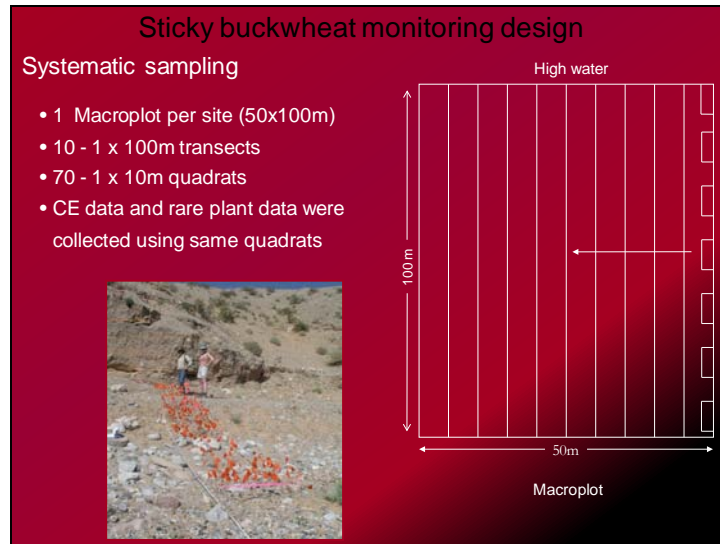 Sticky buckwheat monitoring design
Systematic sampling
• 1 Macroplot per site (50x100m)
• 10 - 1 x 100m transects
• 70 - 1 x 10m quadrats
• CE data and rare plant data were
collected using same quadrats
High water
100 m
50m
Macroplot